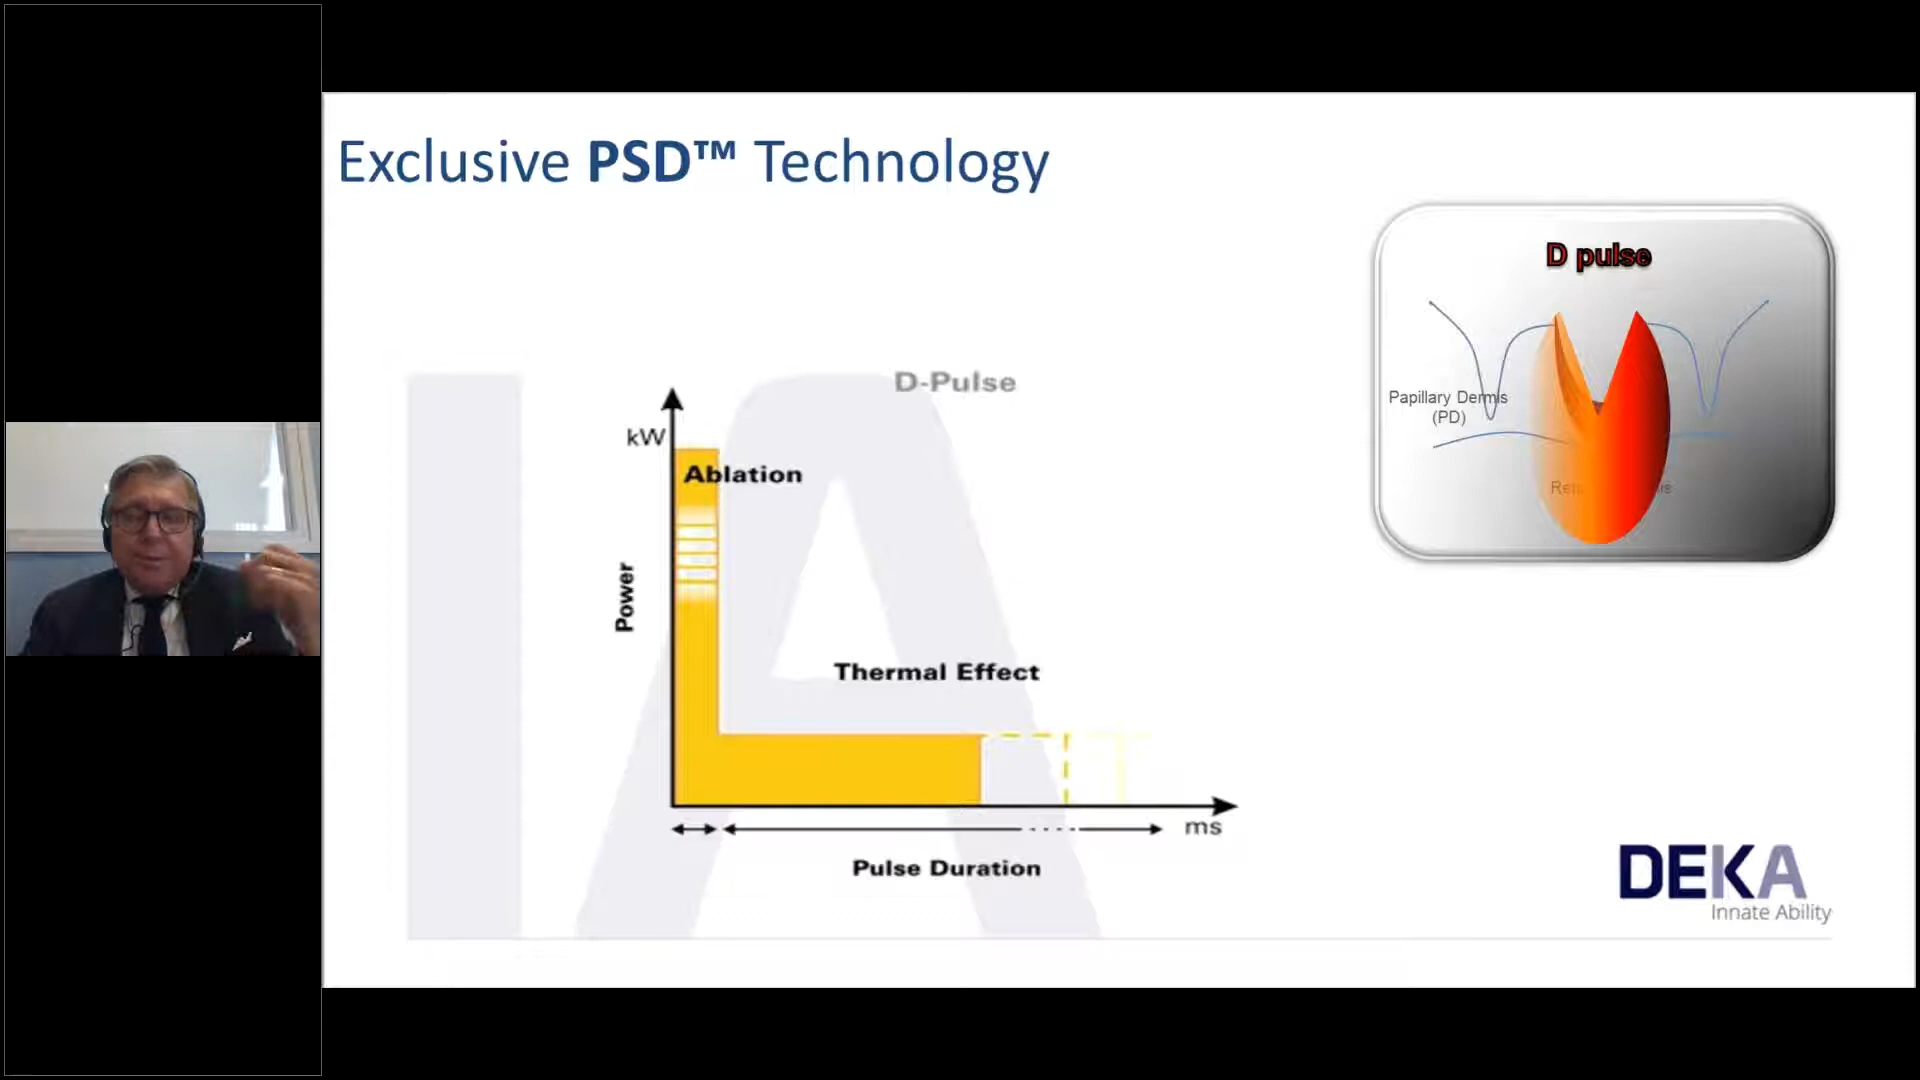 Exclusive PSD™ Technology
D pulse
Papillary Dermis
(PD)
D-Pulse
kW
Ablation
Power
Thermal Effect
ms
Pulse Duration
DEKA
Innate Ability